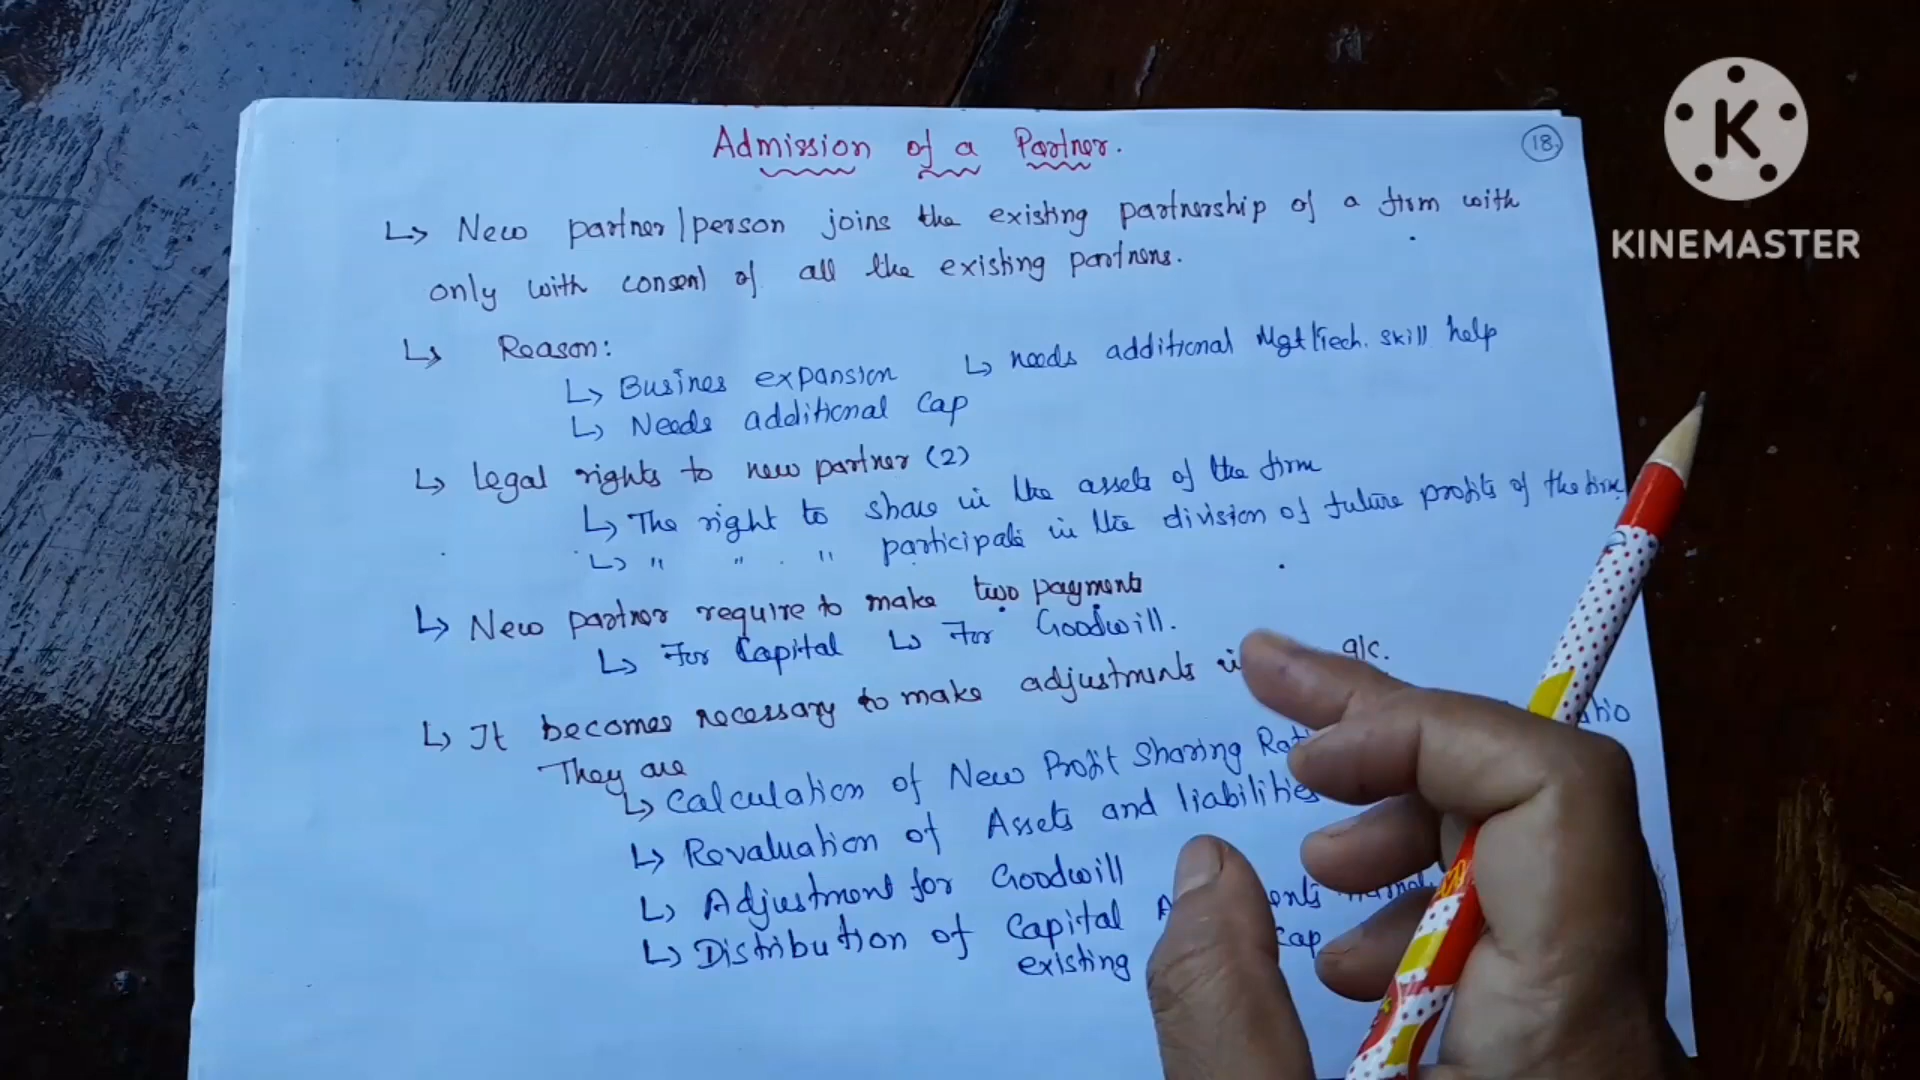 Admission of a Partner.
18
K
KINEMASTER
↳ New partner/person joins the existing partnership of a firm with
only with consent of all the existing partners.
↳ Reason:
↳ Busines expansion ↳ needs additional Mgt/Tech. skill help
↳ Needs additional cap
↳ Legal rights to new partner (2)
↳ The right to share in the assets of the firm
↳ " " " participate in the division of future profits of the firm
↳ New partner require to make two payments
↳ For Capital ↳ For Goodwill.
↳ It becomes necessary to make adjustments in a/c.
They are
↳ Calculation of New Profit Sharing
↳ Revaluation of Assets and liabilities
↳ Adjustment for Goodwill
↳ Distribution of Capital
existing cap